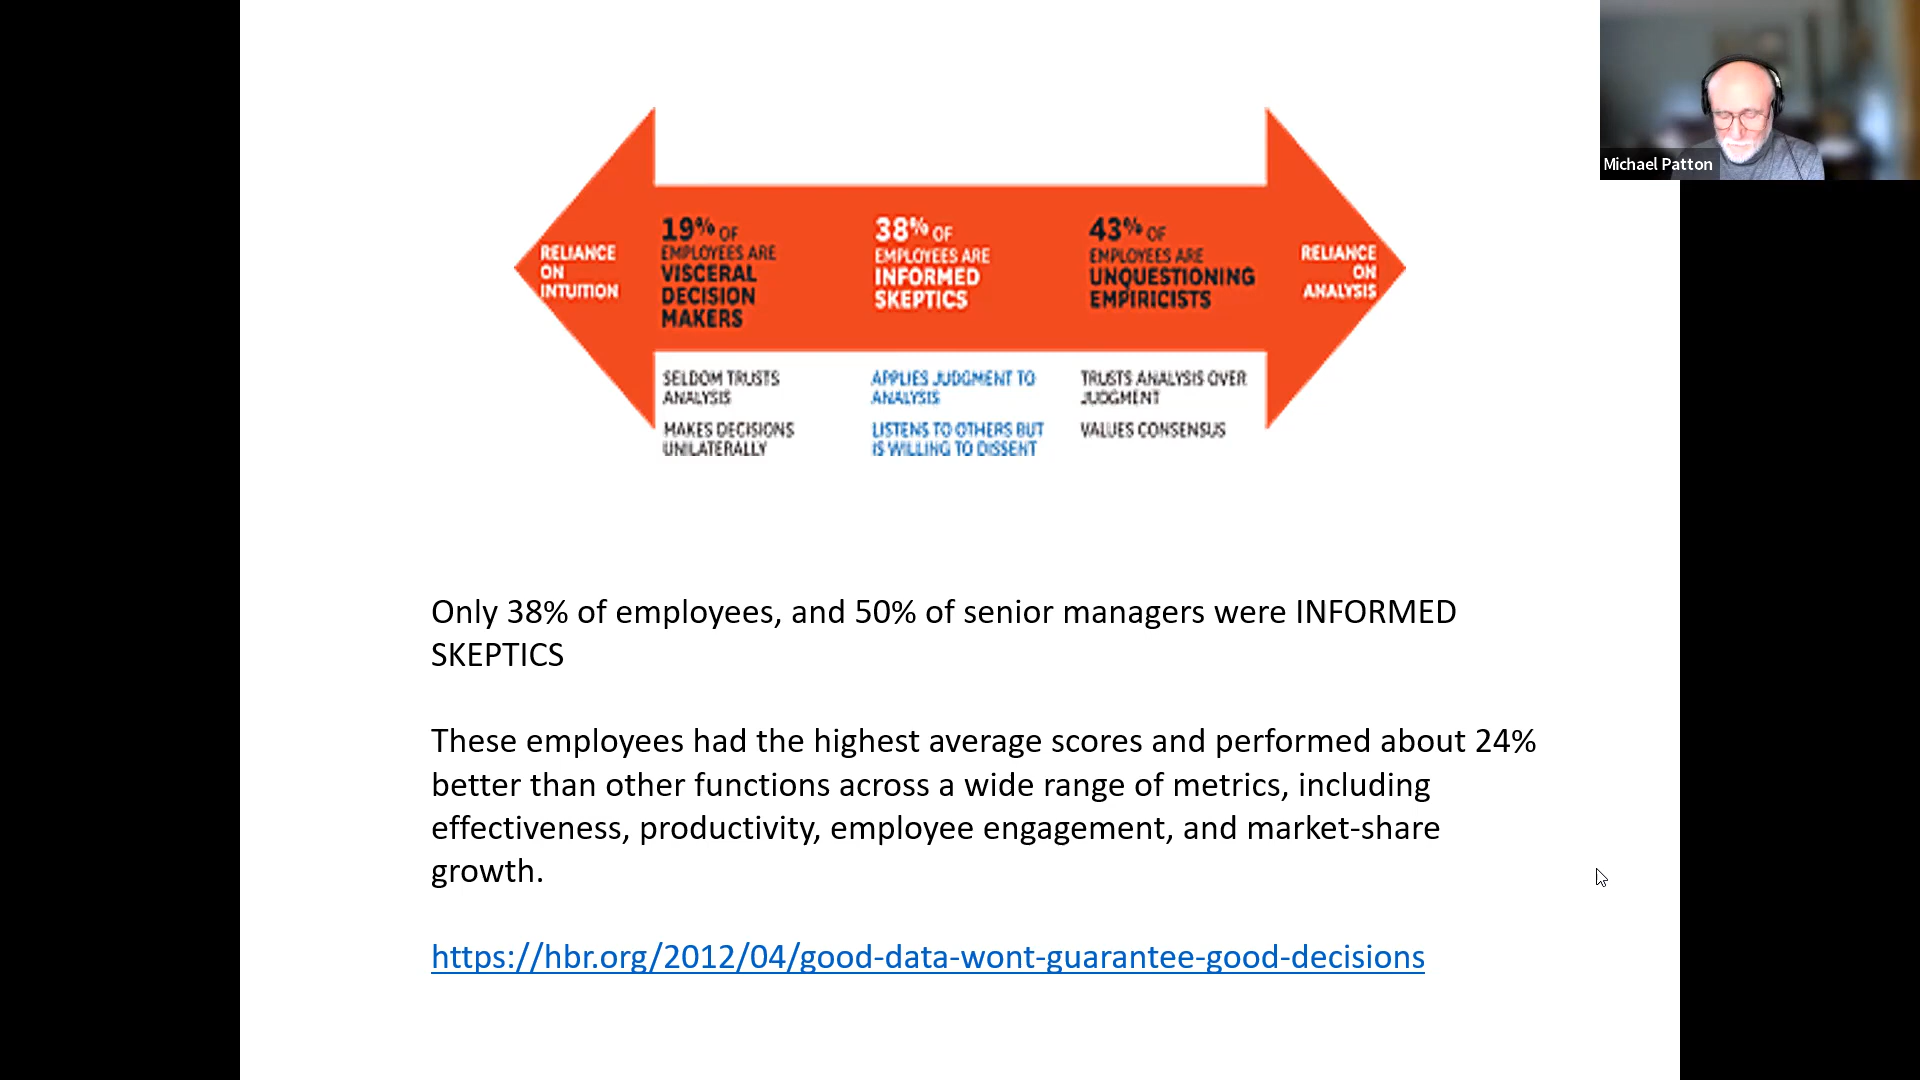 Michael Patton
RELIANCE
ON
INTUITION
19% OF
EMPLOYEES ARE
VISCERAL
DECISION
MAKERS
38% OF
EMPLOYEES ARE
INFORMED
SKEPTICS
43% OF
EMPLOYEES ARE
UNQUESTIONING
EMPIRICISTS
RELIANCE
ON
ANALYSIS
SELDOM TRUSTS
ANALYSIS
MAKES DECISIONS
UNILATERALLY
APPLIES JUDGMENT TO
ANALYSIS
LISTENS TO OTHERS BUT
IS WILLING TO DISSENT
TRUSTS ANALYSIS OVER
JUDGMENT
VALUES CONSENSUS
Only 38% of employees, and 50% of senior managers were INFORMED
SKEPTICS
These employees had the highest average scores and performed about 24%
better than other functions across a wide range of metrics, including
effectiveness, productivity, employee engagement, and market-share
growth.
https://hbr.org/2012/04/good-data-wont-guarantee-good-decisions